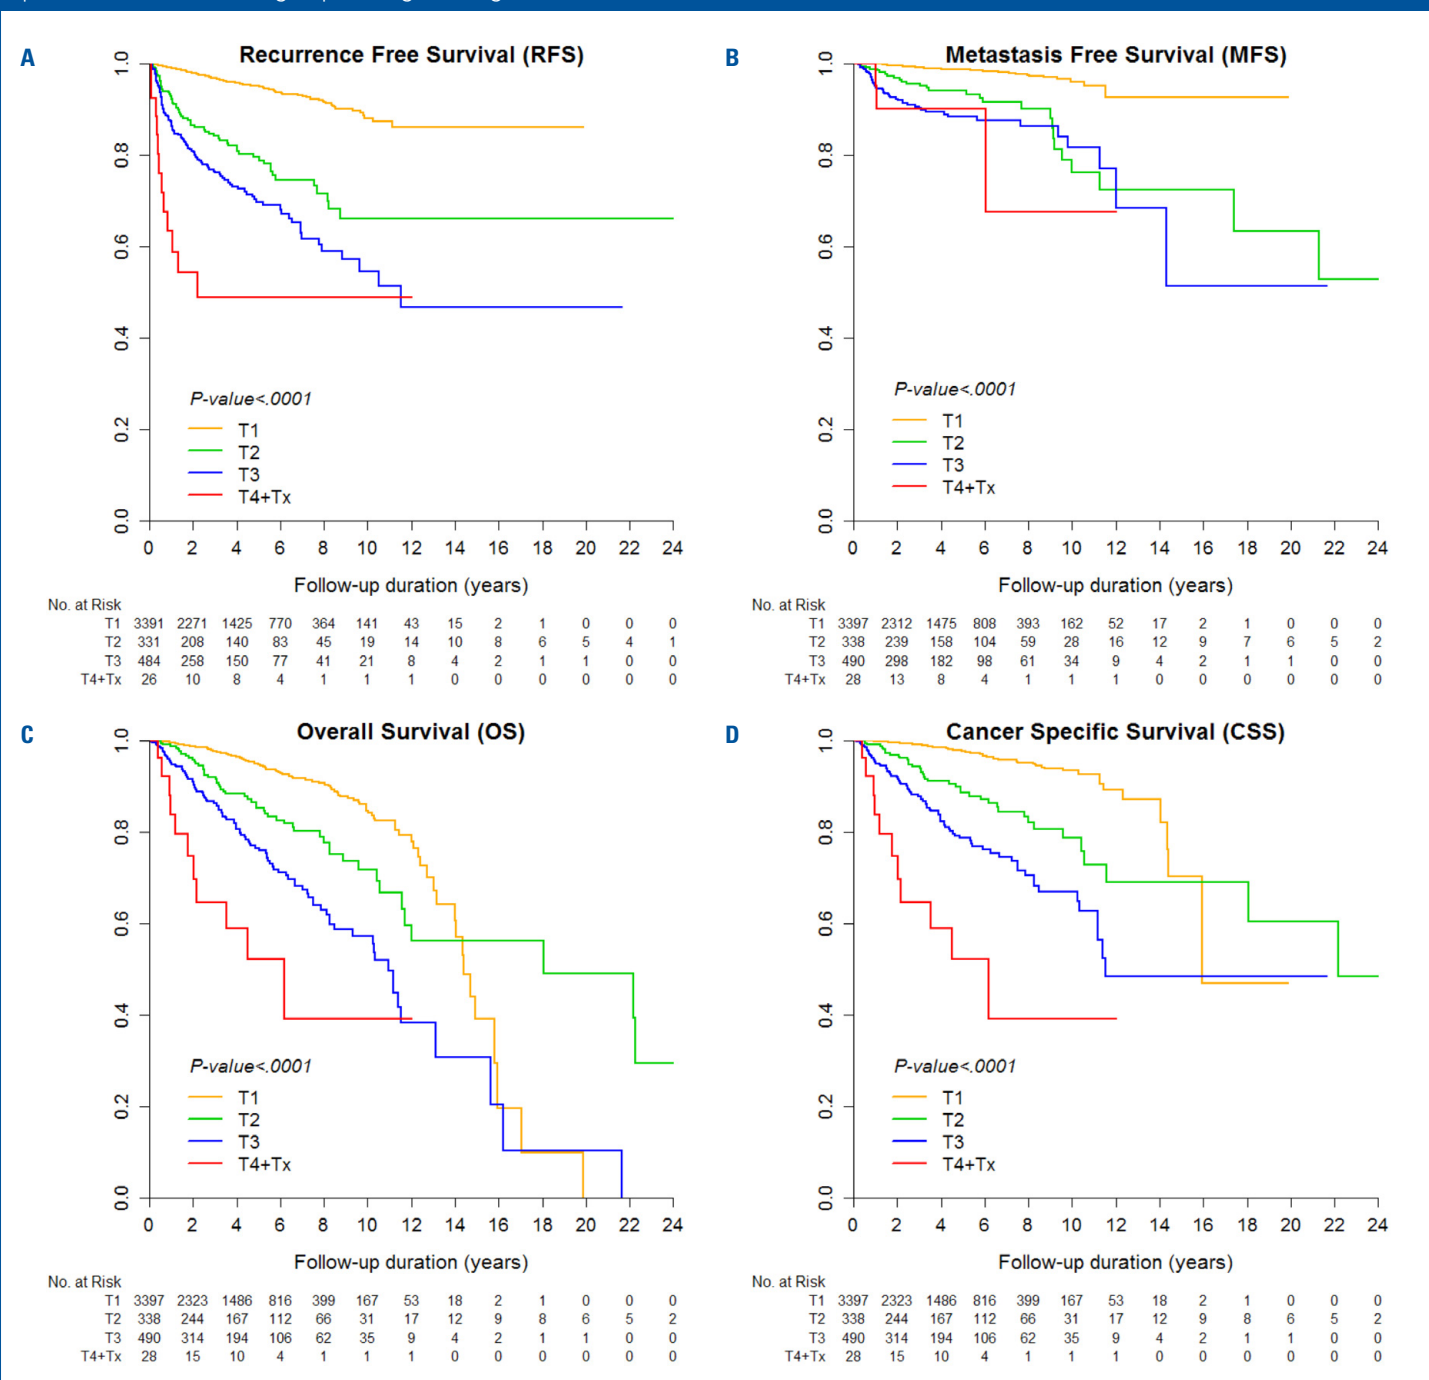 A
Recurrence Free Survival (RFS)
1.0
0.8
0.6
0.4
0.2
0.0
P-value<.0001
T1
T2
T3
T4+Tx
0 2 4 6 8 10 12 14 16 18 20 22 24
Follow-up duration (years)
No. at Risk
T1 3391 2271 1425 770 364 141 43 15 2 1 0 0 0
T2 331 208 140 83 45 19 14 10 8 6 5 4 1
T3 484 258 150 77 41 21 8 4 2 1 1 0 0
T4+Tx 26 10 8 4 1 1 1 0 0 0 0 0 0
B
Metastasis Free Survival (MFS)
1.0
0.8
0.6
0.4
0.2
0.0
P-value<.0001
T1
T2
T3
T4+Tx
0 2 4 6 8 10 12 14 16 18 20 22 24
Follow-up duration (years)
No. at Risk
T1 3397 2312 1475 808 393 162 52 17 2 1 0 0 0
T2 338 239 158 104 59 28 16 12 9 7 6 5 2
T3 490 298 182 98 61 34 9 4 2 1 1 0 0
T4+Tx 28 13 8 4 1 1 1 0 0 0 0 0 0
C
Overall Survival (OS)
1.0
0.8
0.6
0.4
0.2
0.0
P-value<.0001
T1
T2
T3
T4+Tx
0 2 4 6 8 10 12 14 16 18 20 22 24
Follow-up duration (years)
No. at Risk
T1 3397 2323 1486 816 399 167 53 18 2 1 0 0 0
T2 338 244 167 112 66 31 17 12 9 8 6 5 2
T3 490 314 194 106 62 35 9 4 2 1 1 0 0
T4+Tx 28 15 10 4 1 1 1 0 0 0 0 0 0
D
Cancer Specific Survival (CSS)
1.0
0.8
0.6
0.4
0.2
0.0
P-value<.0001
T1
T2
T3
T4+Tx
0 2 4 6 8 10 12 14 16 18 20 22 24
Follow-up duration (years)
No. at Risk
T1 3397 2323 1486 816 399 167 53 18 2 1 0 0 0
T2 338 244 167 112 66 31 17 12 9 8 6 5 2
T3 490 314 194 106 62 35 9 4 2 1 1 0 0
T4+Tx 28 15 10 4 1 1 1 0 0 0 0 0 0